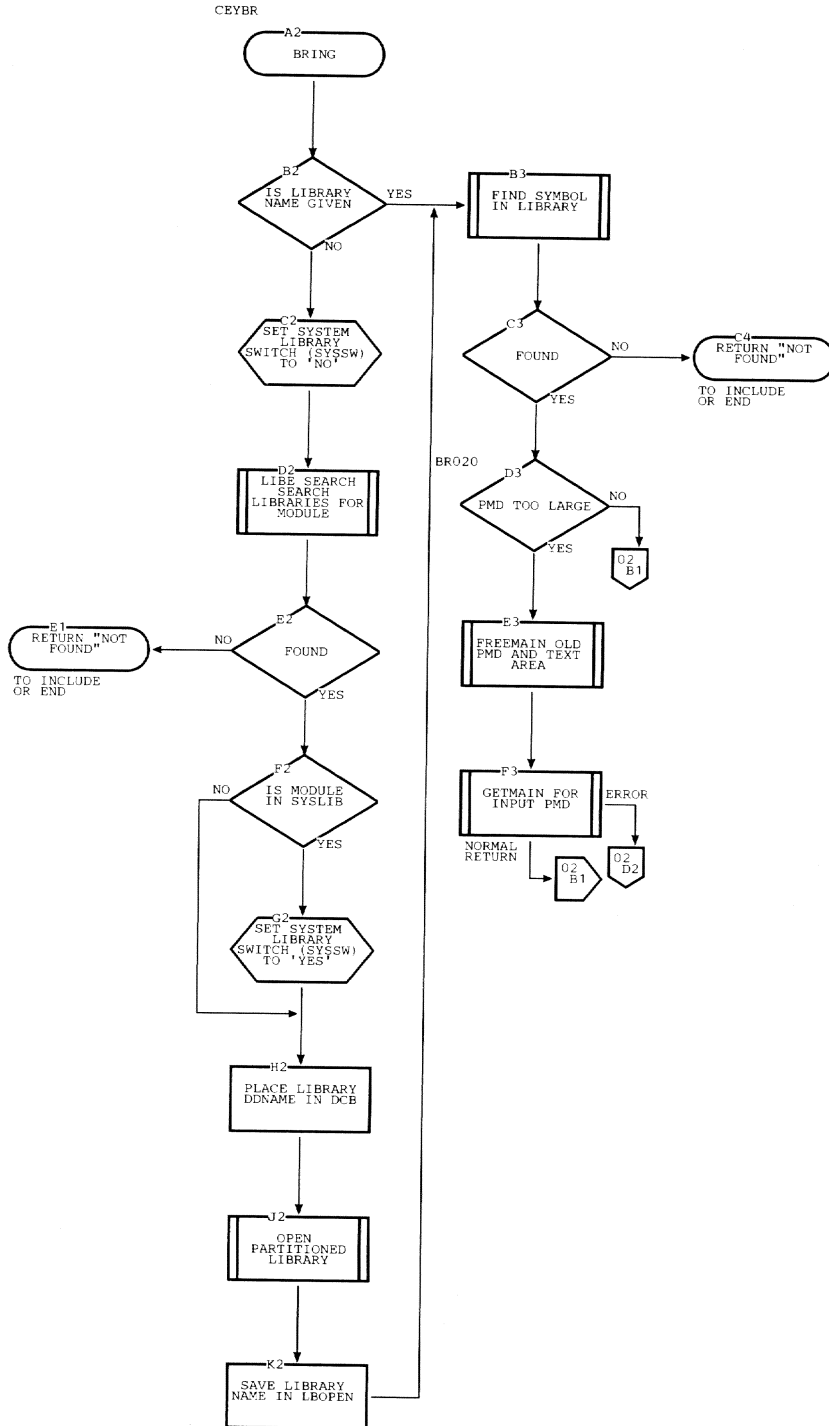 CEYBR
A2
BRING
B2
IS LIBRARY
NAME GIVEN
YES
NO
C2
SET SYSTEM
LIBRARY
SWITCH (SYSSW)
TO 'NO'
D2
LIBE SEARCH
SEARCH
LIBRARIES FOR
MODULE
E2
FOUND
NO
YES
E1
RETURN "NOT
FOUND"
TO INCLUDE
OR END
F2
IS MODULE
IN SYSLIB
NO
YES
G2
SET SYSTEM
LIBRARY
SWITCH (SYSSW)
TO 'YES'
H2
PLACE LIBRARY
DDNAME IN DCB
J2
OPEN
PARTITIONED
LIBRARY
K2
SAVE LIBRARY
NAME IN LBOPEN
B3
FIND SYMBOL
IN LIBRARY
C3
FOUND
NO
YES
C4
RETURN "NOT
FOUND"
TO INCLUDE
OR END
BR020
D3
PMD TOO LARGE
NO
YES
02
B1
E3
FREEMAIN OLD
PMD AND TEXT
AREA
F3
GETMAIN FOR
INPUT PMD
ERROR
NORMAL
RETURN
02
B1
02
D2